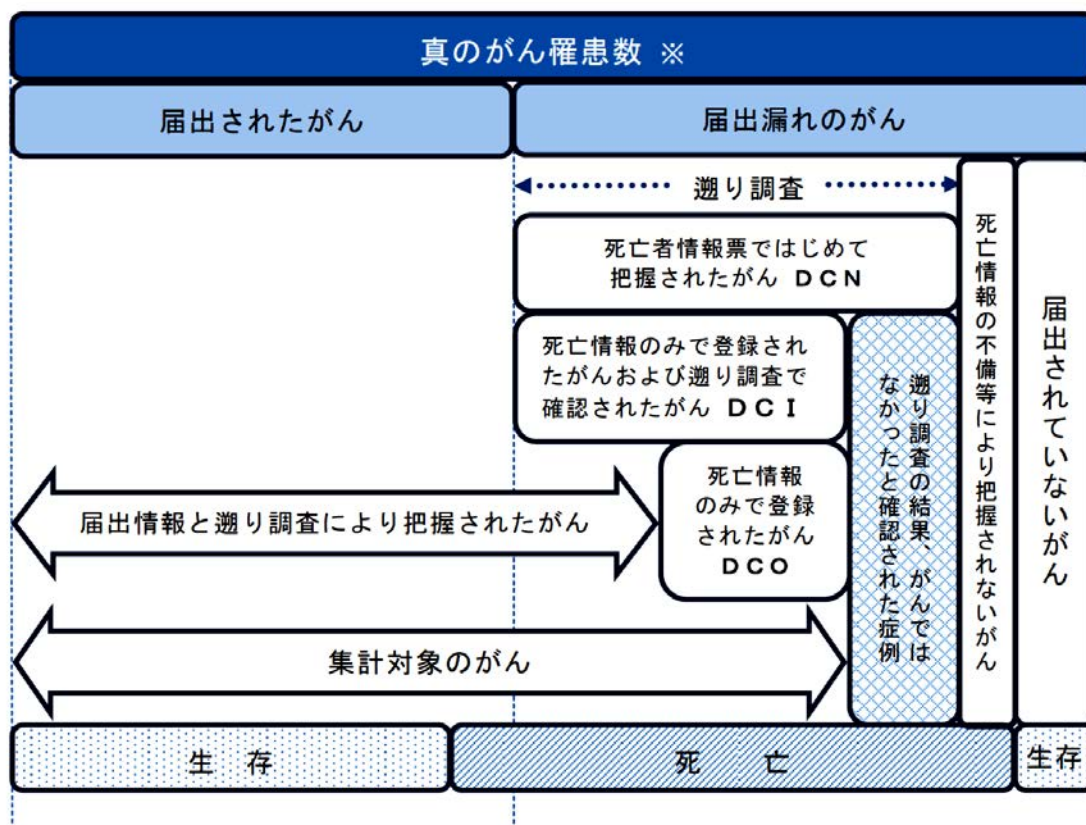 真のがん罹患数 ※
届出されたがん
届出漏れのがん
遡り調査
死亡者情報票ではじめて
把握されたがん DCN
死亡情報のみで登録され
たがんおよび遡り調査で
確認されたがん DCI
死亡情報
のみで登録
されたがん
DCO
遡り調査の結果、がんでは
なかったと確認された症例
死亡情報の不備等により把握されないがん
届出されていないがん
届出情報と遡り調査により把握されたがん
集計対象のがん
生 存
死 亡
生存